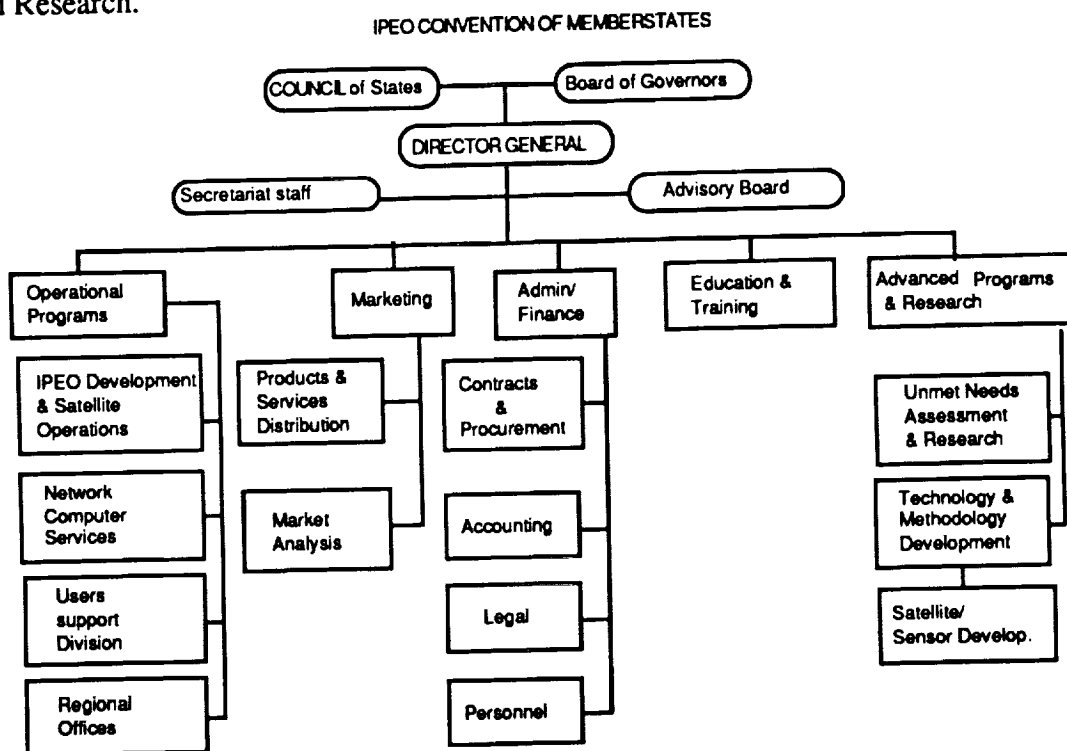 Research.
IPEO CONVENTION OF MEMBERSTATES
COUNCIL of States
Board of Governors
DIRECTOR GENERAL
Secretariat staff
Advisory Board
Operational
Programs
IPEO Development
& Satellite
Operations
Network
Computer
Services
Users
support
Division
Regional
Offices
Marketing
Products &
Services
Distribution
Market
Analysis
Admin/
Finance
Contracts
&
Procurement
Accounting
Legal
Personnel
Education &
Training
Advanced Programs
& Research
Unmet Needs
Assessment
& Research
Technology &
Methodology
Development
Satellite/
Sensor Develop.